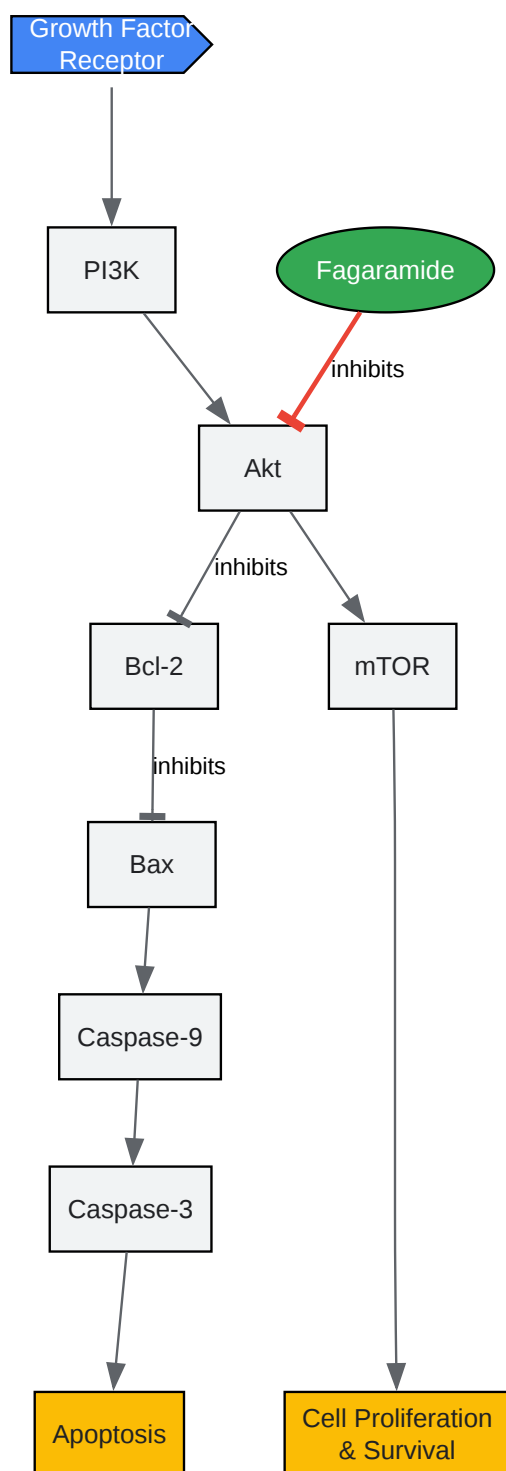 Growth Factor
Receptor
PI3K
Fagaramide
inhibits
Akt
inhibits
Bcl-2
mTOR
inhibits
Bax
Caspase-9
Caspase-3
Apoptosis
Cell Proliferation
& Survival